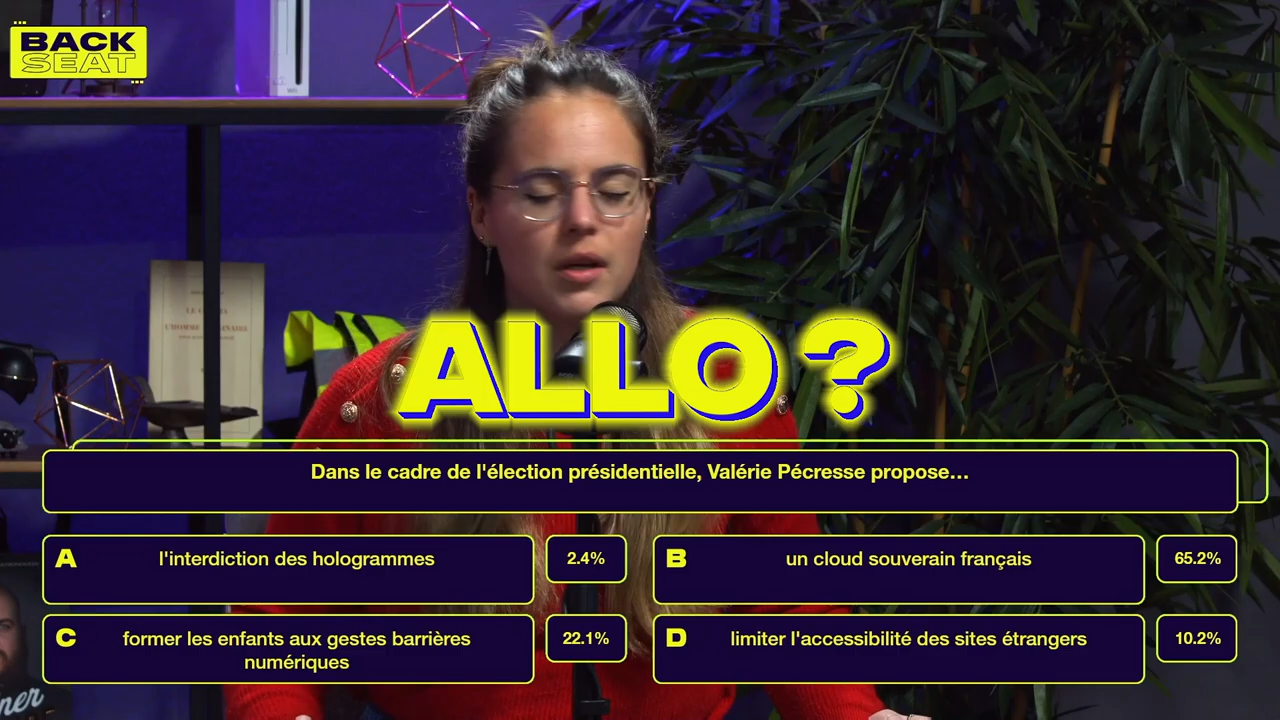 BACK
SEAT
Wii
ALLO ?
Dans le cadre de l'élection présidentielle, Valérie Pécresse propose...
A l'interdiction des hologrammes 2.4%
B un cloud souverain français 65.2%
C former les enfants aux gestes barrières
numériques 22.1%
D limiter l'accessibilité des sites étrangers 10.2%